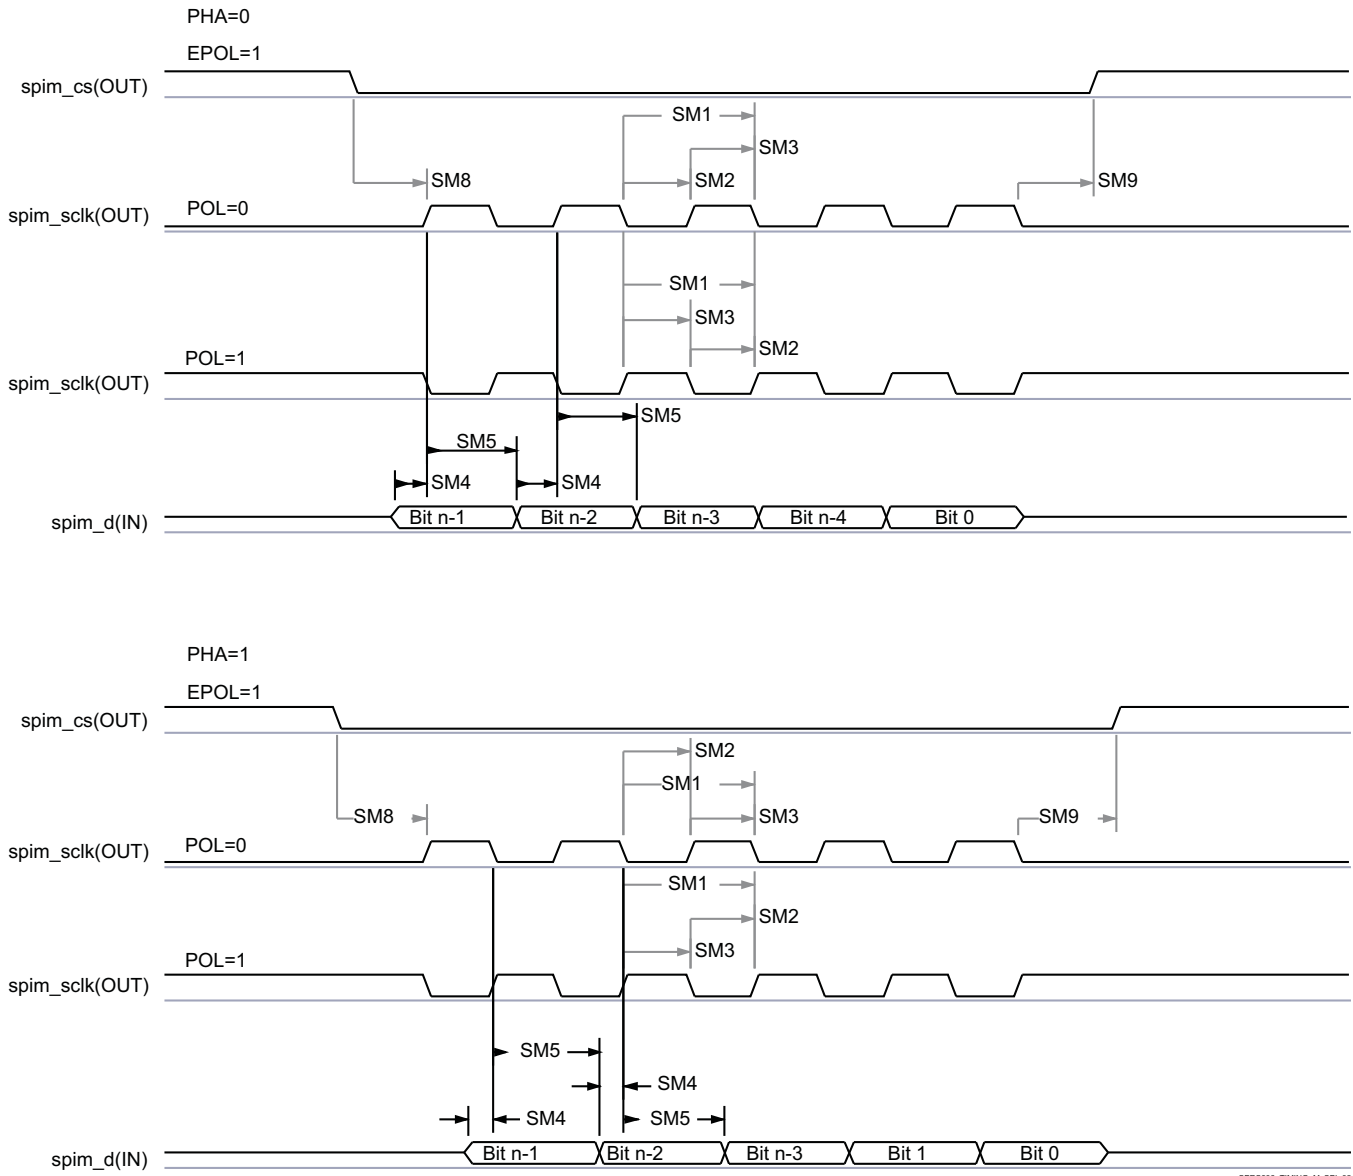 PHA=0
EPOL=1
spim_cs(OUT)
SM1
SM3
SM8
SM2
SM9
POL=0
spim_sclk(OUT)
SM1
SM3
SM2
POL=1
spim_sclk(OUT)
SM5
SM5
SM4
SM4
spim_d(IN)
Bit n-1
Bit n-2
Bit n-3
Bit n-4
Bit 0
PHA=1
EPOL=1
spim_cs(OUT)
SM2
SM1
SM8
SM3
SM9
POL=0
spim_sclk(OUT)
SM1
SM2
SM3
POL=1
spim_sclk(OUT)
SM5
SM4
SM4
SM5
spim_d(IN)
Bit n-1
Bit n-2
Bit n-3
Bit 1
Bit 0